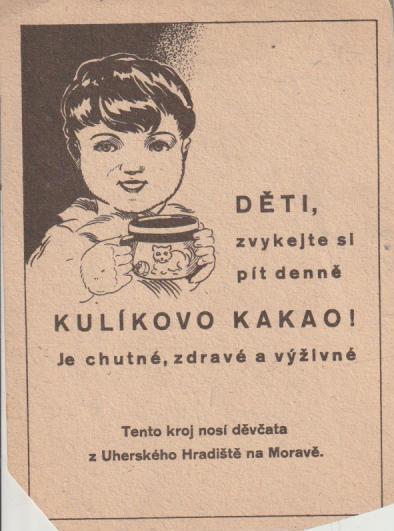 DĚTI,
zvykejte si
pít denně
KULÍKOVO KAKAO!
Je chutné, zdravé a výživné
Tento kroj nosí děvčata
z Uherského Hradiště na Moravě.